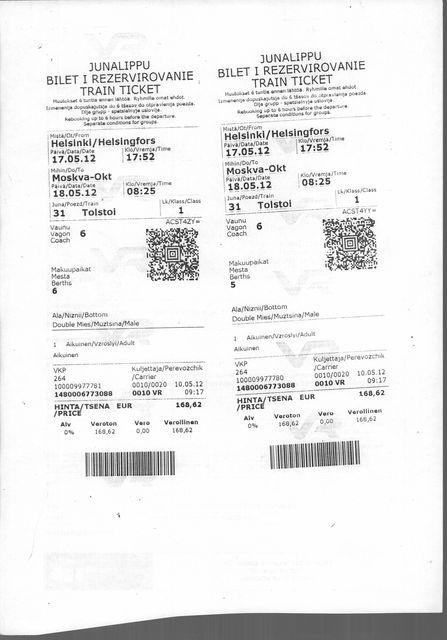 JUNALIPPU
BILET I REZERVIROVANIE
TRAIN TICKET
Muutokset 6 tuntia ennen lähtöä. Ryhmille omat ehdot.
Izmenenije dopuskajutsja do 6 tšasov do otpravlenija poezda.
Dlja grupp - spetsialnyje uslovija.
Rebooking up to 6 hours before the departure.
Separate conditions for groups.
Mistä/Ot/From
Helsinki/Helsingfors
Päivä/Data/Date Klo/Vremja/Time
17.05.12 17:52
Mihin/Do/To
Moskva-Okt
Päivä/Data/Date Klo/Vremja/Time
18.05.12 08:25
Juna/Poezd/Train Lk/Klass/Class
31 Tolstoi 1
ACST4ZY=
Vaunu
Vagon 6
Coach
Makuupaikat
Mesta
Berths
6
Ala/Niznii/Bottom
Double Mies/Muztsina/Male
1 Aikuinen/Vzroslyi/Adult
Aikuinen
VKP Kuljettaja/Perevozchik
264 /Carrier
100009977781 0010/0020 10.05.12
1480006773088 0010 VR 09:17
HINTA/TSENA EUR 168,62
/PRICE
Alv Veroton Vero Verollinen
0% 168,62 0,00 168,62
JUNALIPPU
BILET I REZERVIROVANIE
TRAIN TICKET
Muutokset 6 tuntia ennen lähtöä. Ryhmille omat ehdot.
Izmenenije dopuskajutsja do 6 tšasov do otpravlenija poezda.
Dlja grupp - spetsialnyje uslovija.
Rebooking up to 6 hours before the departure.
Separate conditions for groups.
Mistä/Ot/From
Helsinki/Helsingfors
Päivä/Data/Date Klo/Vremja/Time
17.05.12 17:52
Mihin/Do/To
Moskva-Okt
Päivä/Data/Date Klo/Vremja/Time
18.05.12 08:25
Juna/Poezd/Train Lk/Klass/Class
31 Tolstoi 1
ACST4YY=
Vaunu
Vagon 6
Coach
Makuupaikat
Mesta
Berths
5
Ala/Niznii/Bottom
Double Mies/Muztsina/Male
1 Aikuinen/Vzroslyi/Adult
Aikuinen
VKP Kuljettaja/Perevozchik
264 /Carrier
100009977780 0010/0020 10.05.12
1480006773088 0010 VR 09:17
HINTA/TSENA EUR 168,62
/PRICE
Alv Veroton Vero Verollinen
0% 168,62 0,00 168,62